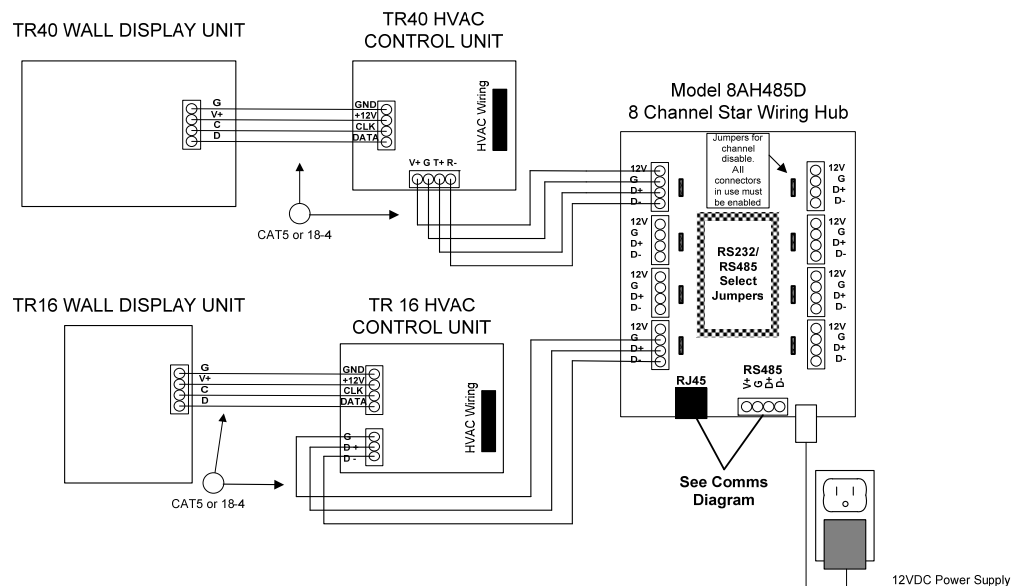 TR40 WALL DISPLAY UNIT
TR40 HVAC
CONTROL UNIT
G
V+
C
D
GND
+12V
CLK
DATA
HVAC Wiring
V+ G T+ R-
CAT5 or 18-4
Model 8AH485D
8 Channel Star Wiring Hub
Jumpers for
channel
disable.
All
connectors
in use must
be enabled
12V
G
D+
D-
12V
G
D+
D-
12V
G
D+
D-
12V
G
D+
D-
12V
G
D+
D-
12V
G
D+
D-
12V
G
D+
D-
12V
G
D+
D-
RS232/
RS485
Select
Jumpers
RJ45
RS485
V+
G
D+
D-
See Comms
Diagram
TR16 WALL DISPLAY UNIT
TR 16 HVAC
CONTROL UNIT
G
V+
C
D
GND
+12V
CLK
DATA
G
D +
D -
HVAC Wiring
CAT5 or 18-4
12VDC Power Supply